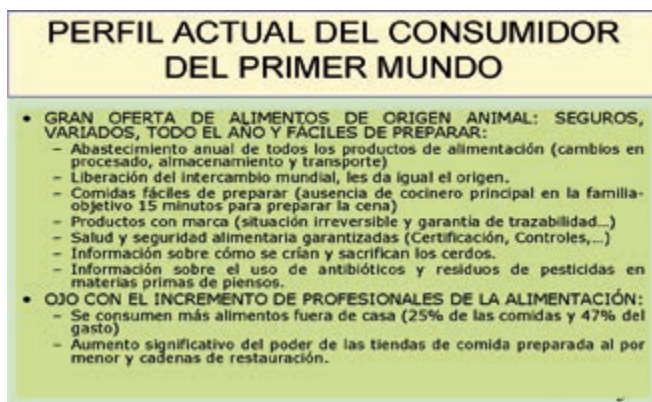 PERFIL ACTUAL DEL CONSUMIDOR
DEL PRIMER MUNDO
• GRAN OFERTA DE ALIMENTOS DE ORIGEN ANIMAL: SEGUROS,
VARIADOS, TODO EL AÑO Y FÁCILES DE PREPARAR:
– Abastecimiento anual de todos los productos de alimentación (cambios en
procesado, almacenamiento y transporte)
– Liberación del intercambio mundial, les da igual el origen.
– Comidas fáciles de preparar (ausencia de cocinero principal en la familia-
objetivo 15 minutos para preparar la cena)
– Productos con marca (situación irreversible y garantía de trazabilidad...)
– Salud y seguridad alimentaria garantizadas (Certificación, Controles,...)
– Información sobre cómo se crían y sacrifican los cerdos.
– Información sobre el uso de antibióticos y residuos de pesticidas en
materias primas de piensos.
• OJO CON EL INCREMENTO DE PROFESIONALES DE LA ALIMENTACIÓN:
– Se consumen más alimentos fuera de casa (25% de las comidas y 47% del
gasto)
– Aumento significativo del poder de las tiendas de comida preparada al por
menor y cadenas de restauración.